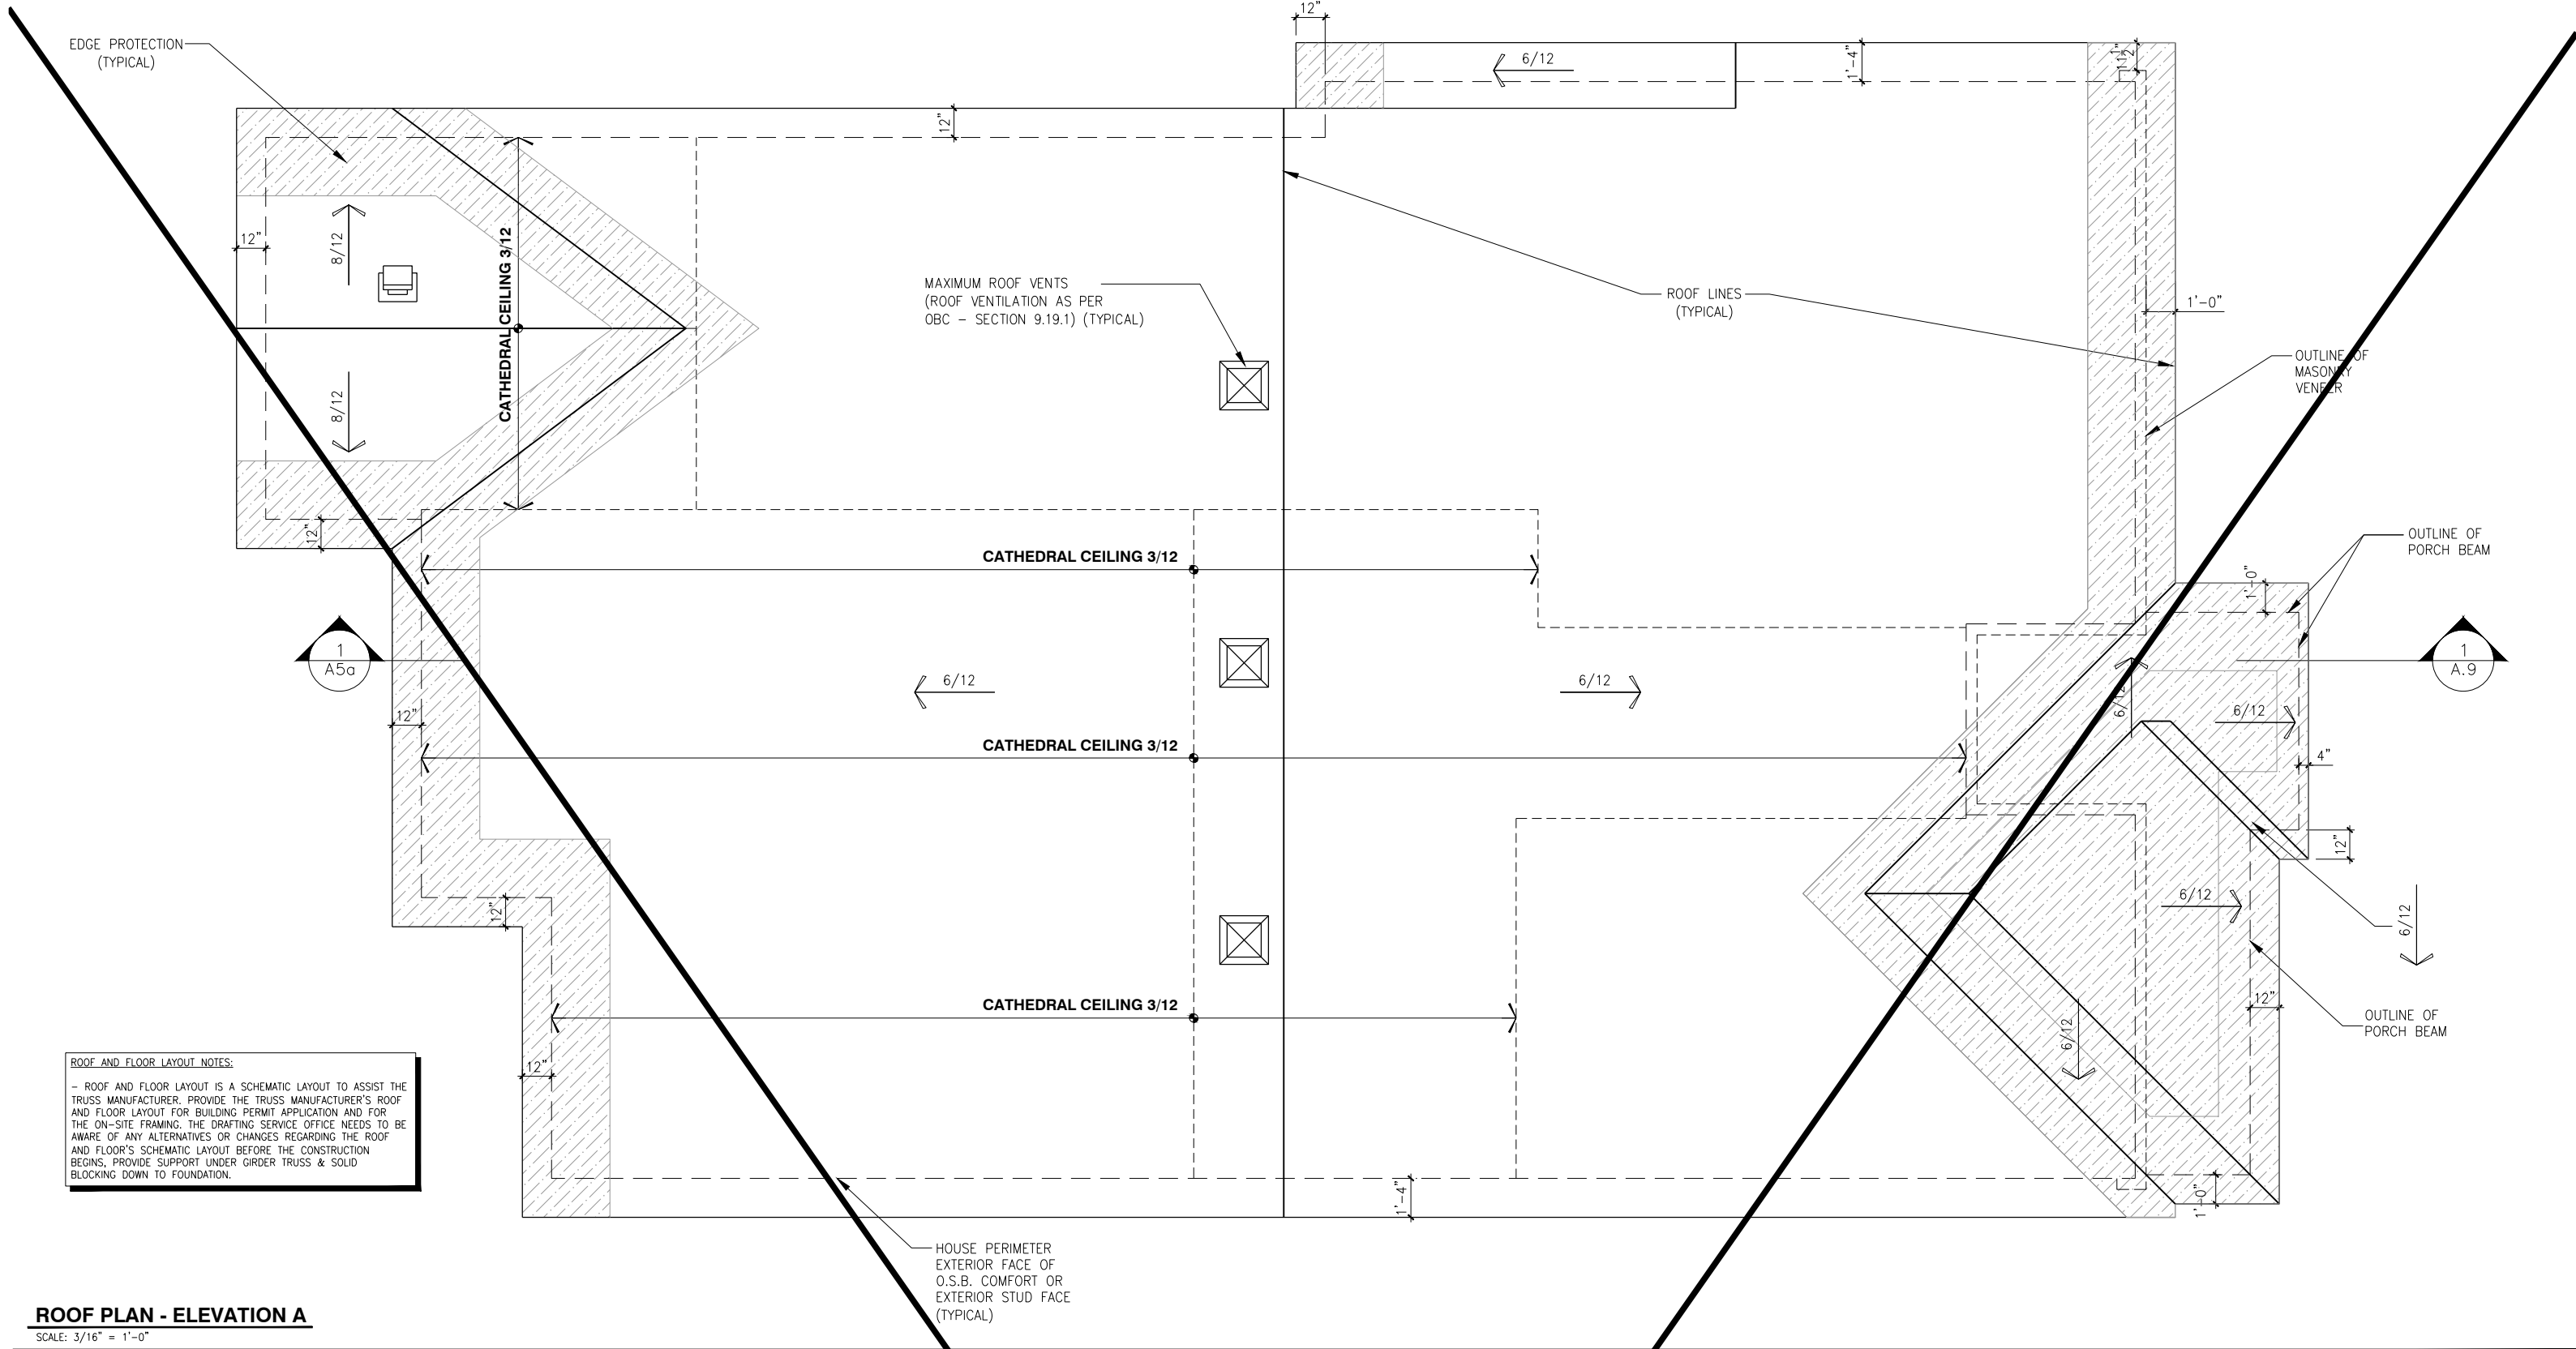 12"
EDGE PROTECTION
(TYPICAL)
6/12
1'-4"
12"
12"
8/12
CATHEDRAL CEILING 3/12
MAXIMUM ROOF VENTS
(ROOF VENTILATION AS PER
OBC - SECTION 9.19.1) (TYPICAL)
ROOF LINES
(TYPICAL)
1'-0"
OUTLINE OF
MASONRY
VENEER
8/12
12"
OUTLINE OF
PORCH BEAM
CATHEDRAL CEILING 3/12
1'-0"
1
A5a
1
A.9
6/12
6/12
6/12
6/12
12"
CATHEDRAL CEILING 3/12
4"
12"
6/12
12"
6/12
CATHEDRAL CEILING 3/12
12"
OUTLINE OF
PORCH BEAM
6/12
12"
ROOF AND FLOOR LAYOUT NOTES:
- ROOF AND FLOOR LAYOUT IS A SCHEMATIC LAYOUT TO ASSIST THE
TRUSS MANUFACTURER. PROVIDE THE TRUSS MANUFACTURER'S ROOF
AND FLOOR LAYOUT FOR BUILDING PERMIT APPLICATION AND FOR
THE ON-SITE FRAMING. THE DRAFTING SERVICE OFFICE NEEDS TO BE
AWARE OF ANY ALTERNATIVES OR CHANGES REGARDING THE ROOF
AND FLOOR'S SCHEMATIC LAYOUT BEFORE THE CONSTRUCTION
BEGINS, PROVIDE SUPPORT UNDER GIRDER TRUSS & SOLID
BLOCKING DOWN TO FOUNDATION.
1'-4"
1'-0"
HOUSE PERIMETER
EXTERIOR FACE OF
O.S.B. COMFORT OR
EXTERIOR STUD FACE
(TYPICAL)
ROOF PLAN - ELEVATION A
SCALE: 3/16" = 1'-0"